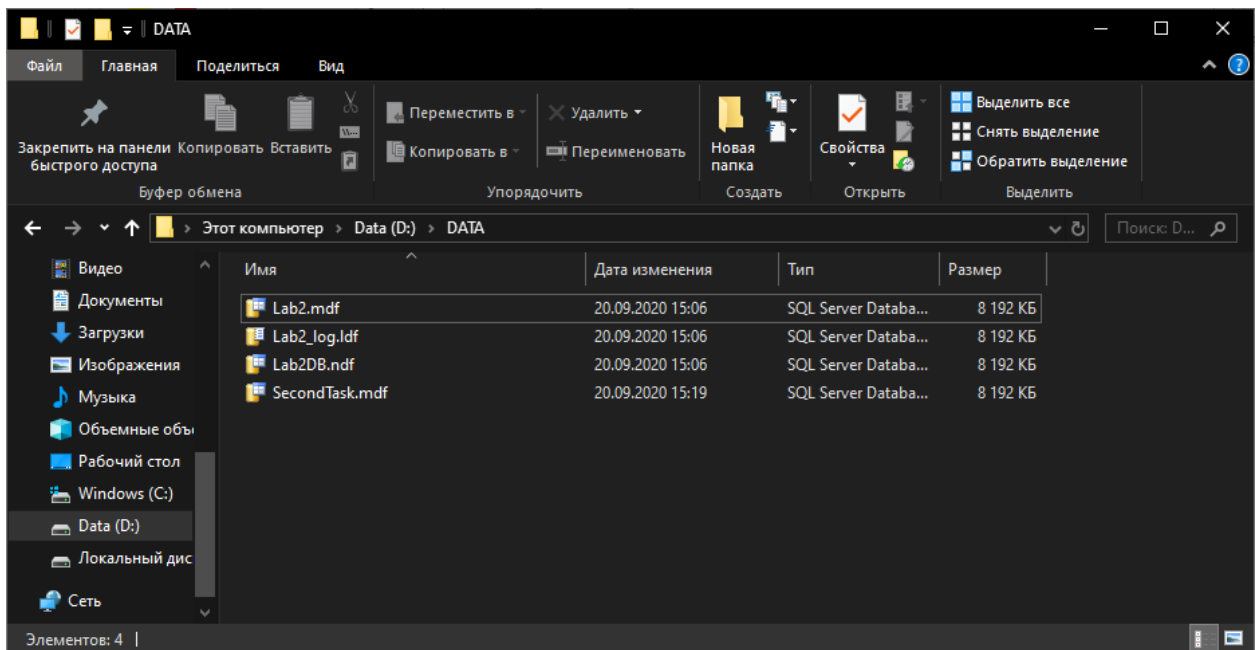 DATA
Файл Главная Поделиться Вид
Закрепить на панели быстрого доступа
Копировать
Вставить
Переместить в
Копировать в
Удалить
Переименовать
Новая папка
Свойства
Выделить все
Снять выделение
Обратить выделение
Буфер обмена Упорядочить Создать Открыть Выделить
Этот компьютер Data (D:) DATA Поиск: D...
Имя Дата изменения Тип Размер
Lab2.mdf 20.09.2020 15:06 SQL Server Databa... 8 192 КБ
Lab2_log.ldf 20.09.2020 15:06 SQL Server Databa... 8 192 КБ
Lab2DB.ndf 20.09.2020 15:06 SQL Server Databa... 8 192 КБ
SecondTask.mdf 20.09.2020 15:19 SQL Server Databa... 8 192 КБ
Видео
Документы
Загрузки
Изображения
Музыка
Объемные объ
Рабочий стол
Windows (C:)
Data (D:)
Локальный дис
Сеть
Элементов: 4